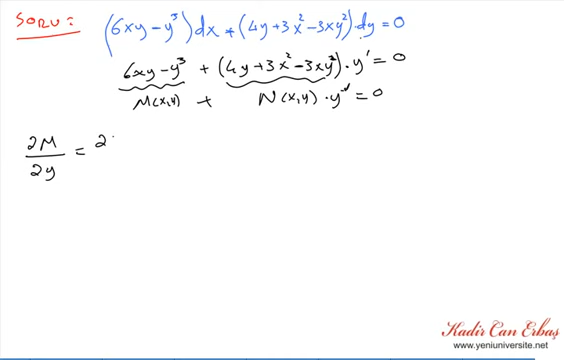 SORU: (6xy - y³)dx + (4y + 3x² - 3xy²).dy = 0
6xy - y³ + (4y + 3x² - 3xy²) . y' = 0
M(x,y) + N(x,y) . y' = 0
∂M/∂y = ∂
Kadir Can Erbaş
www.yeniuniversite.net